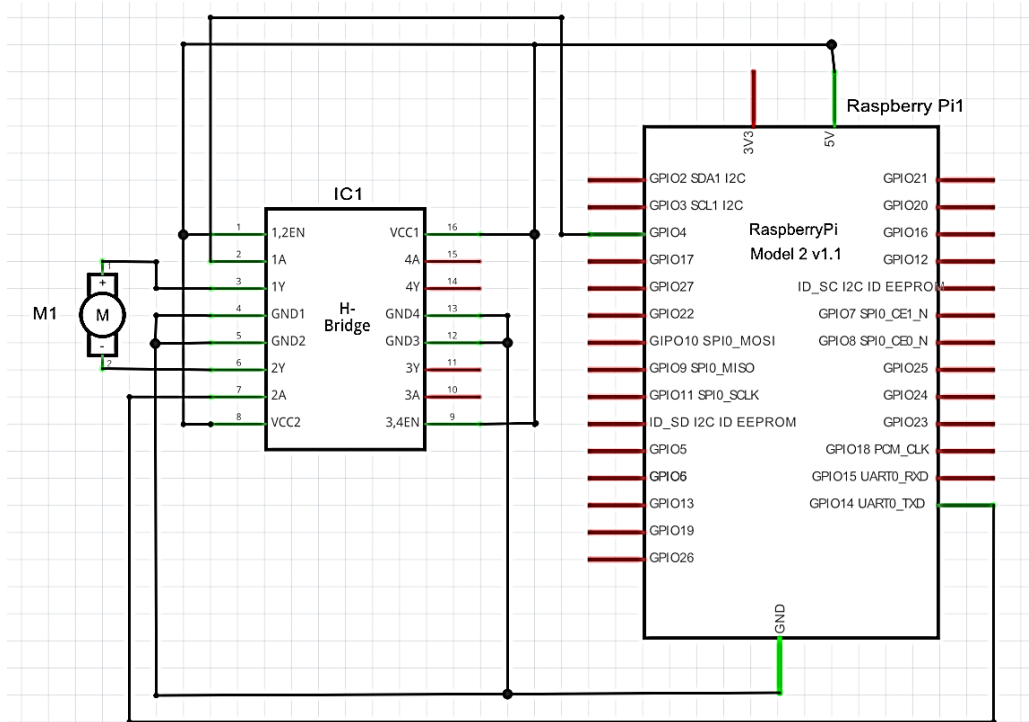 Raspberry Pi1
3V3
5V
IC1
GPIO2 SDA1 I2C
GPIO21
GPIO3 SCL1 I2C
GPIO20
1
1,2EN
VCC1
16
GPIO4
RaspberryPi
Model 2 v1.1
GPIO16
2
1A
4A
15
GPIO17
GPIO12
1
+
3
1Y
4Y
14
GPIO27
ID_SC I2C ID EEPROM
M1
M
4
GND1
H-
Bridge
GND4
13
GPIO22
GPIO7 SPI0_CE1_N
-
5
GND2
GND3
12
GIPO10 SPI0_MOSI
GPIO8 SPI0_CE0_N
2
6
2Y
3Y
11
GPIO9 SPI0_MISO
GPIO25
7
2A
3A
10
GPIO11 SPI0_SCLK
GPIO24
8
VCC2
3,4EN
9
ID_SD I2C ID EEPROM
GPIO23
GPIO5
GPIO18 PCM_CLK
GPIO6
GPIO15 UART0_RXD
GPIO13
GPIO14 UART0_TXD
GPIO19
GPIO26
GND